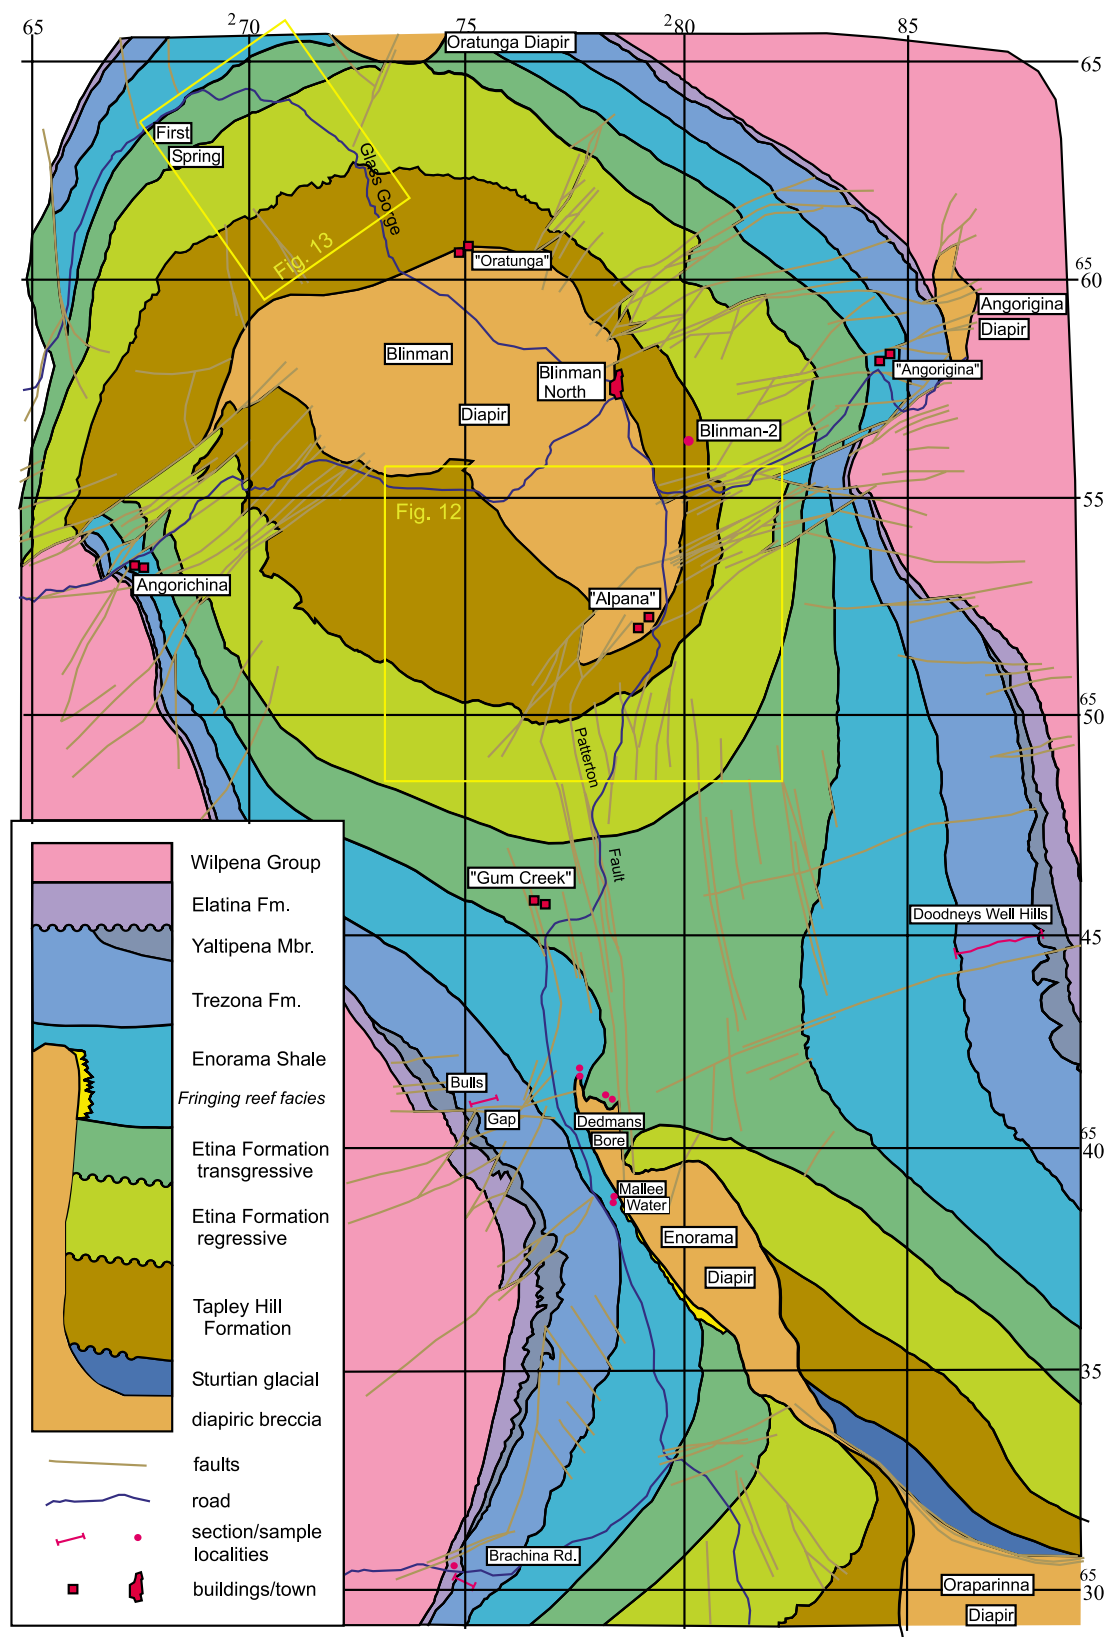 65
²70
75
²80
85
Oratunga Diapir
65
First
Spring
Glass Gorge
Fig. 13
"Oratunga"
65
60
Angorigina
Diapir
Blinman
Blinman
North
"Angorigina"
Diapir
Blinman-2
Fig. 12
55
Angorichina
"Alpana"
65
50
Patterton
Fault
"Gum Creek"
Doodneys Well Hills
45
Bulls
Gap
Dedmans
Bore
65
40
Mallee
Water
Enorama
Diapir
35
Brachina Rd.
Oraparinna
Diapir
65
30
Wilpena Group
Elatina Fm.
Yaltipena Mbr.
Trezona Fm.
Enorama Shale
Fringing reef facies
Etina Formation
transgressive
Etina Formation
regressive
Tapley Hill
Formation
Sturtian glacial
diapiric breccia
faults
road
section/sample
localities
buildings/town